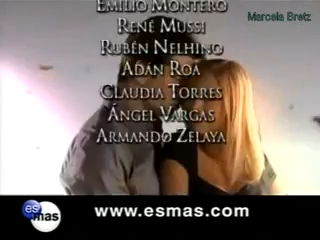 Marcela Bretz
EMILIO MONTERO
RENÉ MUSSI
RUBÉN NELHINO
ADÁN ROA
CLAUDIA TORRES
ÁNGEL VARGAS
ARMANDO ZELAYA
es
mas
www.esmas.com